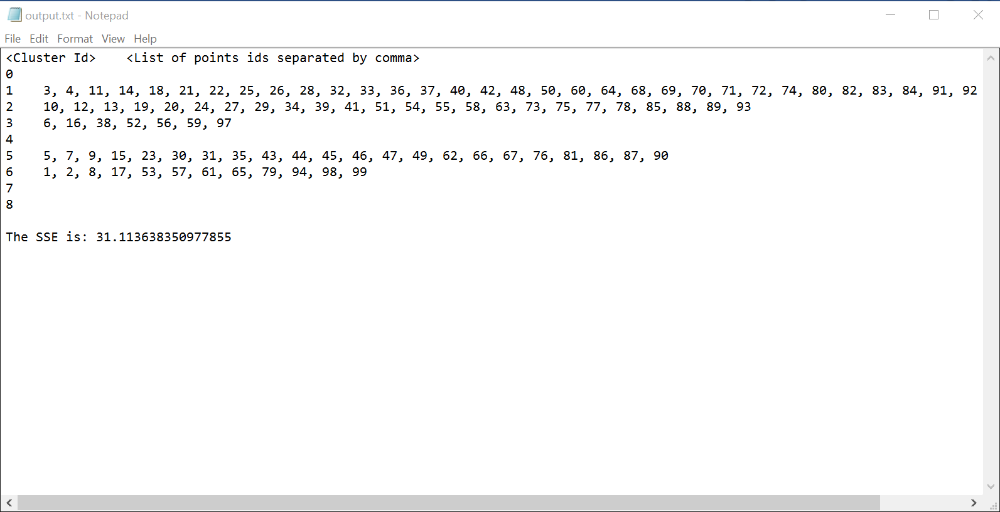 output.txt - Notepad
File Edit Format View Help
<Cluster Id>    <List of points ids separated by comma>
0
1    3, 4, 11, 14, 18, 21, 22, 25, 26, 28, 32, 33, 36, 37, 40, 42, 48, 50, 60, 64, 68, 69, 70, 71, 72, 74, 80, 82, 83, 84, 91, 92
2    10, 12, 13, 19, 20, 24, 27, 29, 34, 39, 41, 51, 54, 55, 58, 63, 73, 75, 77, 78, 85, 88, 89, 93
3    6, 16, 38, 52, 56, 59, 97
4
5    5, 7, 9, 15, 23, 30, 31, 35, 43, 44, 45, 46, 47, 49, 62, 66, 67, 76, 81, 86, 87, 90
6    1, 2, 8, 17, 53, 57, 61, 65, 79, 94, 98, 99
7
8
The SSE is: 31.113638350977855